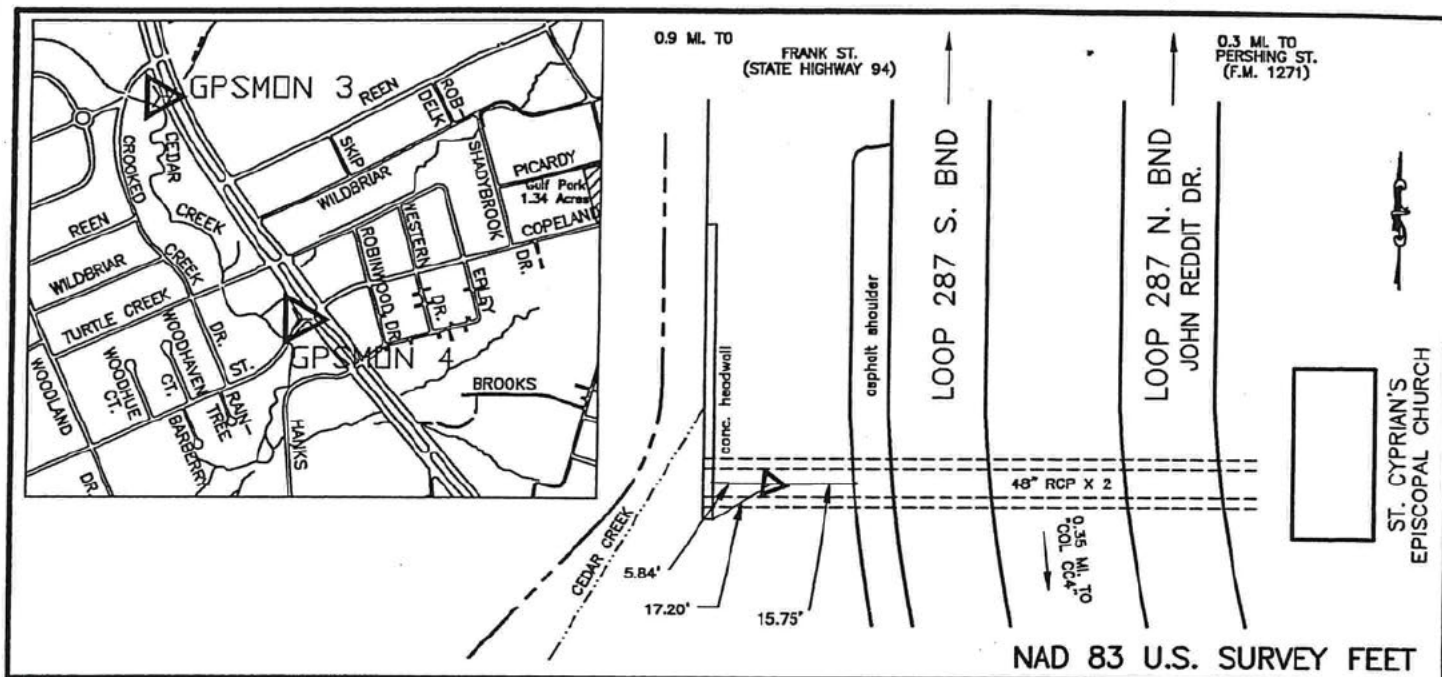 GPSMON 3
REEN
ROB-
DELK
SKIP
WILDBRIAR
SHADYBROOK
PICARDY
Golf Park
1.34 Acres
COPELAND
DR.
CROOKED
CEDAR
CREEK
REEN
CREEK
WILDBRIAR
TURTLE CREEK
DR.
ST.
WESTERN
DR.
ROBINWOOD DR.
EPLEY
GPSMON 4
WOODLAND
DR.
WOODHUE
CT.
WOODHAVEN
CT.
RAIN-
TREE
BARBERRY
HANKS
BROOKS
0.9 MI. TO
FRANK ST.
(STATE HIGHWAY 94)
0.3 MI. TO
PERSHING ST.
(F.M. 1271)
LOOP 287 S. BND
LOOP 287 N. BND
JOHN REDDIT DR.
asphalt shoulder
conc. headwall
48" RCP X 2
CEDAR CREEK
5.84'
17.20'
15.75'
0.35 MI. TO
"COL CC4"
ST. CYPRIAN'S
EPISCOPAL CHURCH
NAD 83 U.S. SURVEY FEET